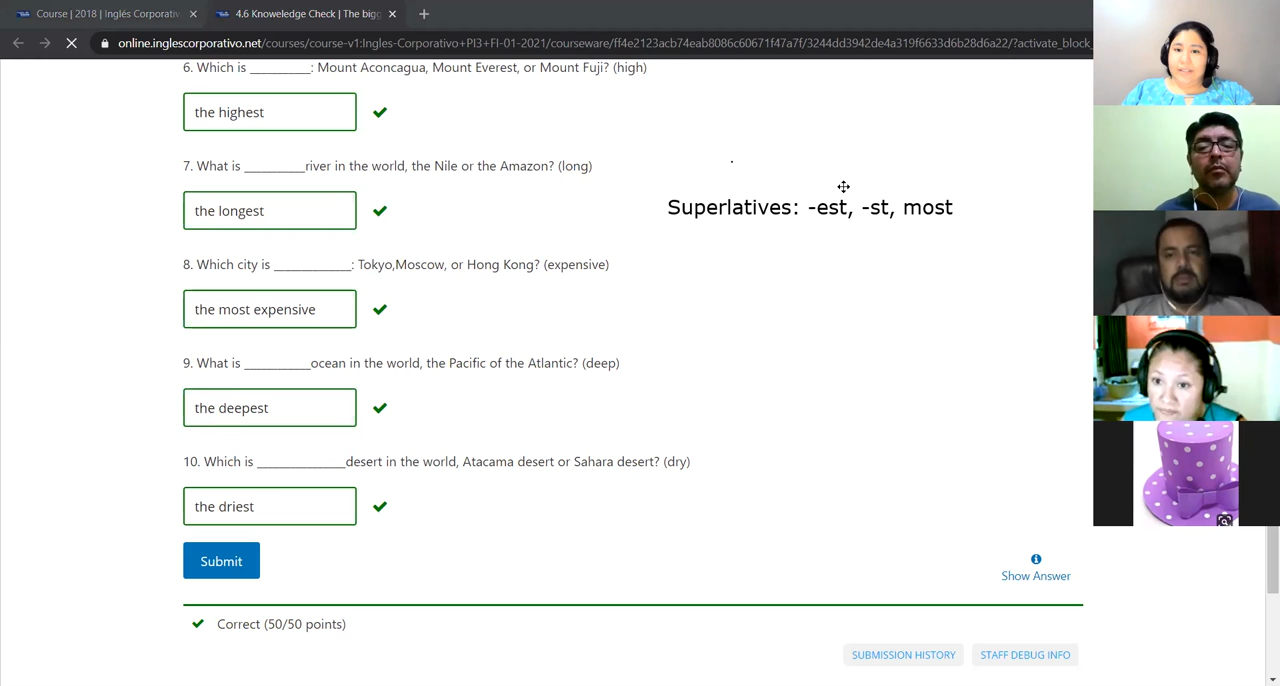 Course | 2018 | Inglés Corporativ
4.6 Knoweledge Check | The bigg
online.inglescorporativo.net/courses/course-v1:Ingles-Corporativo+PI3+FI-01-2021/courseware/ff4e2123acb74eab8086c60671f47a7f/3244dd3942de4a319f6633d6b28d6a22/?activate_block_
6. Which is __________: Mount Aconcagua, Mount Everest, or Mount Fuji? (high)
the highest
7. What is __________river in the world, the Nile or the Amazon? (long)
the longest
Superlatives: -est, -st, most
8. Which city is _____________: Tokyo,Moscow, or Hong Kong? (expensive)
the most expensive
9. What is ___________ocean in the world, the Pacific of the Atlantic? (deep)
the deepest
10. Which is _______________desert in the world, Atacama desert or Sahara desert? (dry)
the driest
Submit
Show Answer
Correct (50/50 points)
SUBMISSION HISTORY
STAFF DEBUG INFO